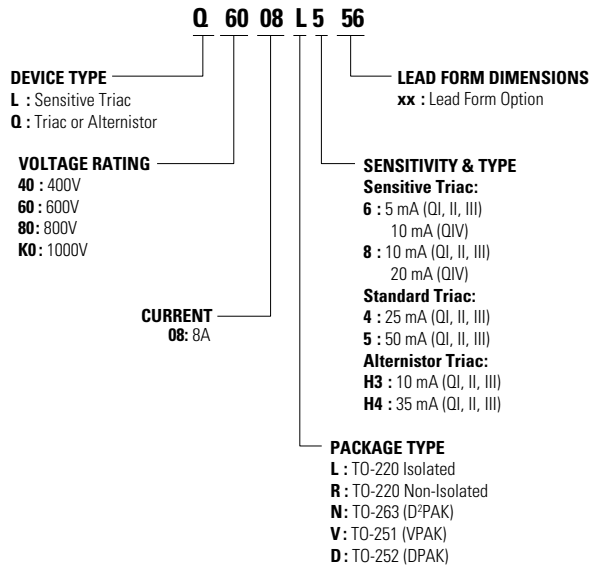 Q 60 08 L 5 56
DEVICE TYPE
L : Sensitive Triac
Q : Triac or Alternistor
VOLTAGE RATING
40 : 400V
60 : 600V
80: 800V
K0: 1000V
CURRENT
08: 8A
LEAD FORM DIMENSIONS
xx : Lead Form Option
SENSITIVITY & TYPE
Sensitive Triac:
6 : 5 mA (QI, II, III)
10 mA (QIV)
8 : 10 mA (QI, II, III)
20 mA (QIV)
Standard Triac:
4 : 25 mA (QI, II, III)
5 : 50 mA (QI, II, III)
Alternistor Triac:
H3 : 10 mA (QI, II, III)
H4 : 35 mA (QI, II, III)
PACKAGE TYPE
L : TO-220 Isolated
R : TO-220 Non-Isolated
N: TO-263 (D²PAK)
V: TO-251 (VPAK)
D: TO-252 (DPAK)